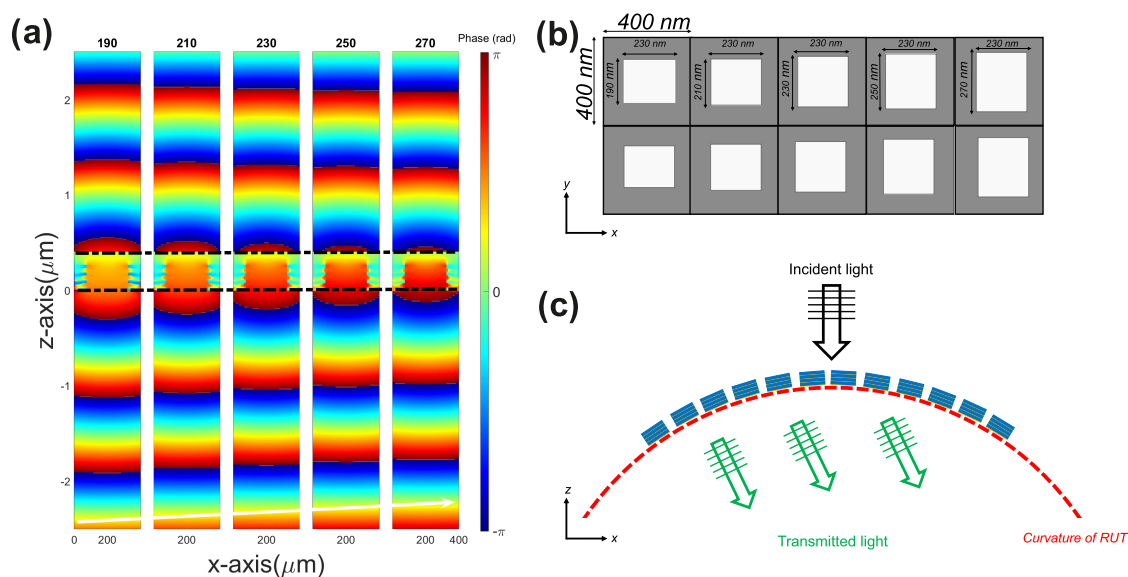 (a)
190 210 230 250 270
Phase (rad)
π
0
-π
z-axis(μm)
2
1
0
-1
-2
0 200 200 200 200 200 400
x-axis(μm)
(b)
400 nm
400 nm
230 nm 230 nm 230 nm 230 nm 230 nm
190 nm 210 nm 230 nm 250 nm 270 nm
y
x
(c)
Incident light
z
x
Transmitted light
Curvature of RUT